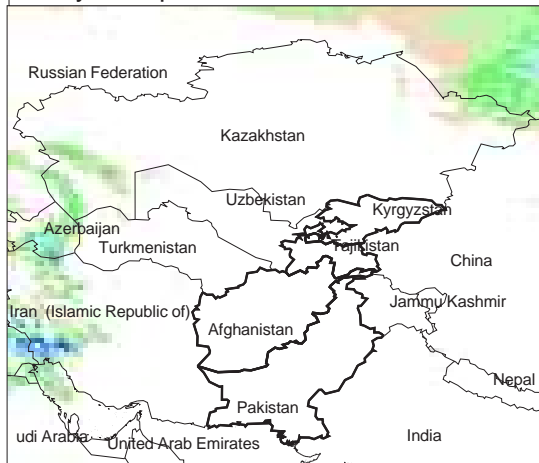 Russian Federation
Kazakhstan
Uzbekistan
Kyrgyzstan
Azerbaijan
Turkmenistan
Tajikistan
China
Iran (Islamic Republic of)
Jammu Kashmir
Afghanistan
Nepal
Pakistan
udi Arabia
United Arab Emirates
India